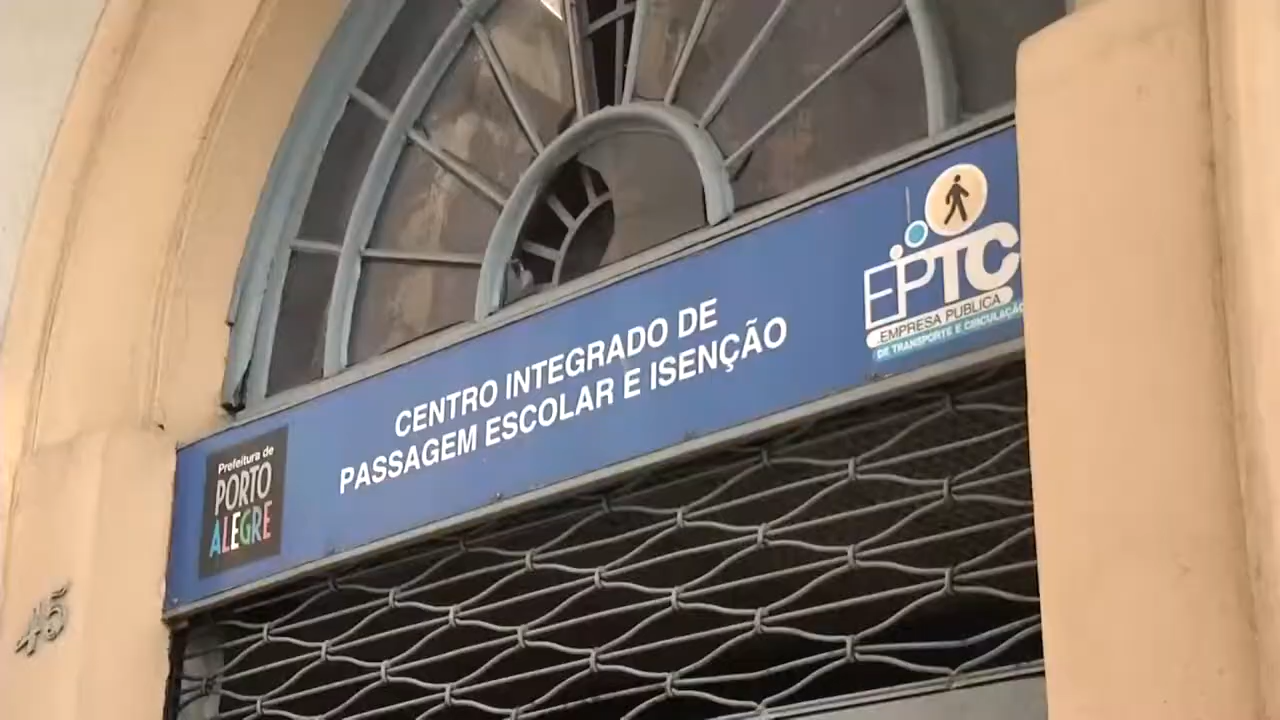 CENTRO INTEGRADO DE
PASSAGEM ESCOLAR E ISENÇÃO
EPTC
EMPRESA PÚBLICA
DE TRANSPORTE E CIRCULAÇÃO
Prefeitura de
PORTO
ALEGRE
45